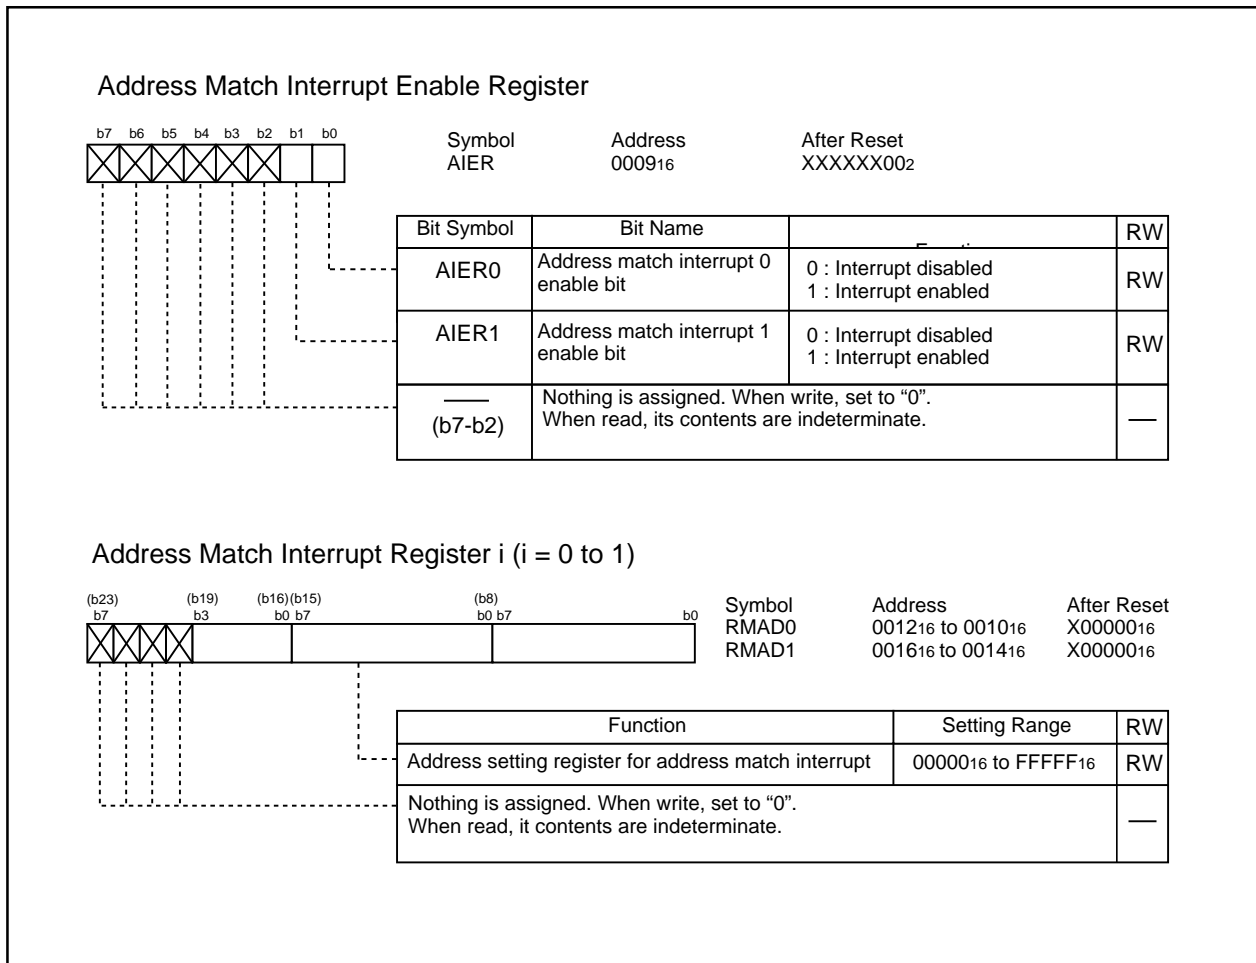 Address Match Interrupt Enable Register
b7 b6 b5 b4 b3 b2 b1 b0
Symbol Address After Reset
AIER 000916 XXXXXX002
Bit Symbol Bit Name RW
AIER0 Address match interrupt 0 enable bit 0 : Interrupt disabled 1 : Interrupt enabled RW
AIER1 Address match interrupt 1 enable bit 0 : Interrupt disabled 1 : Interrupt enabled RW
(b7-b2) Nothing is assigned. When write, set to “0”.
When read, its contents are indeterminate. —
Address Match Interrupt Register i (i = 0 to 1)
(b23) (b19) (b16)(b15) (b8)
b7 b3 b0 b7 b0 b7 b0
Symbol Address After Reset
RMAD0 001216 to 001016 X0000016
RMAD1 001616 to 001416 X0000016
Function Setting Range RW
Address setting register for address match interrupt 0000016 to FFFFF16 RW
Nothing is assigned. When write, set to “0”.
When read, it contents are indeterminate. —